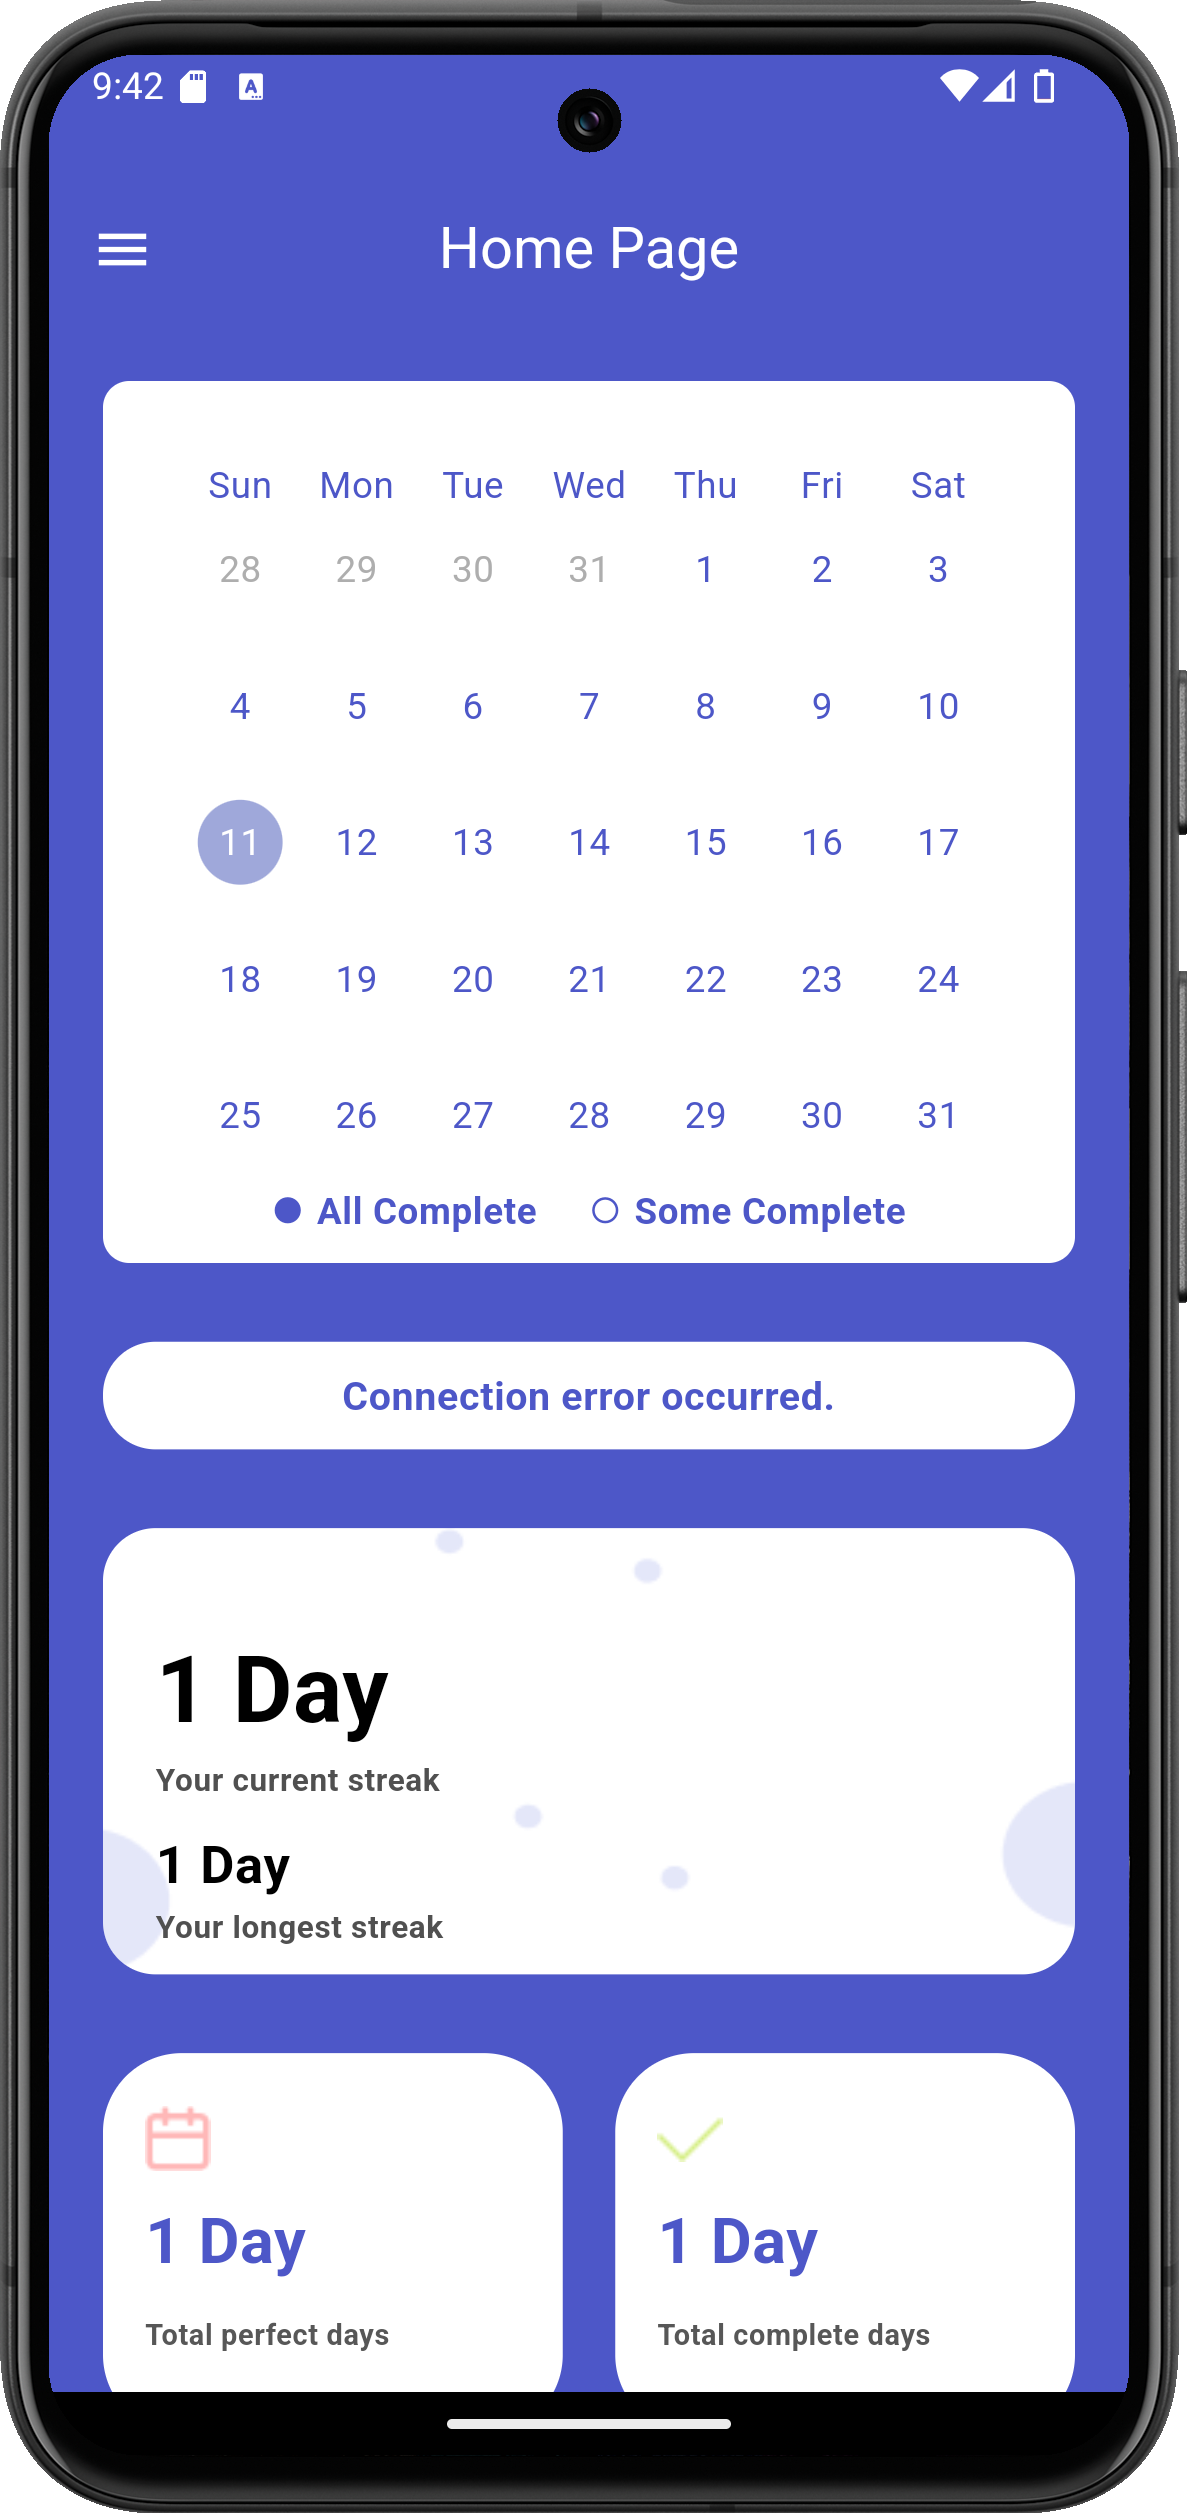 9:42
Home Page
Sun Mon Tue Wed Thu Fri Sat
28 29 30 31 1 2 3
4 5 6 7 8 9 10
11 12 13 14 15 16 17
18 19 20 21 22 23 24
25 26 27 28 29 30 31
All Complete Some Complete
Connection error occurred.
1 Day
Your current streak
1 Day
Your longest streak
1 Day 1 Day
Total perfect days Total complete days